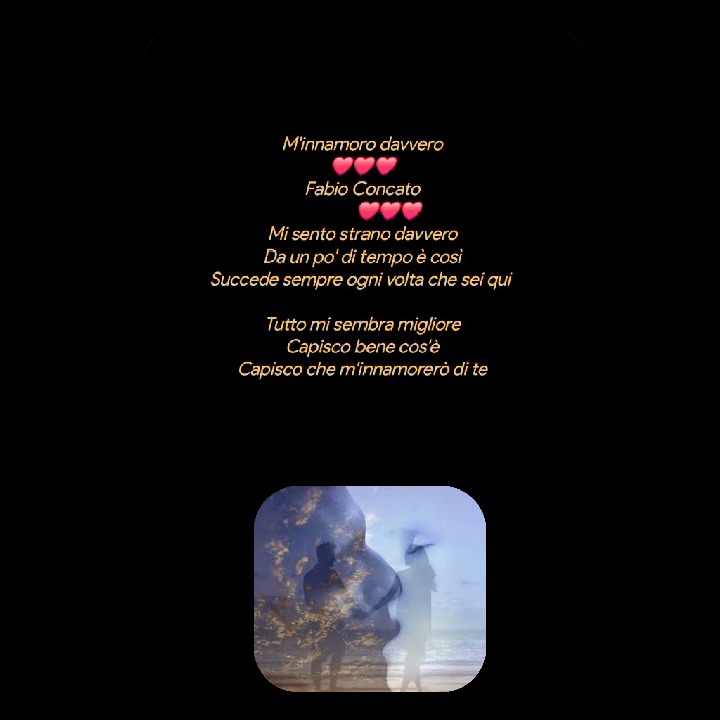 M'innamoro davvero
❤️❤️❤️
Fabio Concato
❤️❤️❤️
Mi sento strano davvero
Da un po' di tempo è così
Succede sempre ogni volta che sei qui
Tutto mi sembra migliore
Capisco bene cos'è
Capisco che m'innamorerò di te